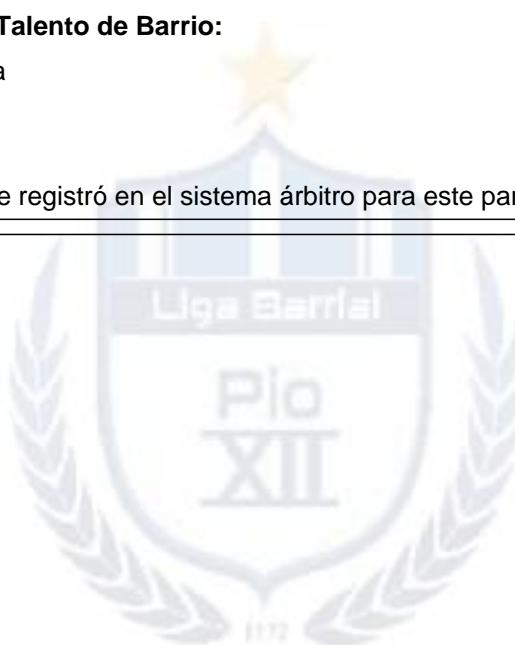 Talento de Barrio:
a
e registró en el sistema árbitro para este par
Liga Barrial
Pio
XII